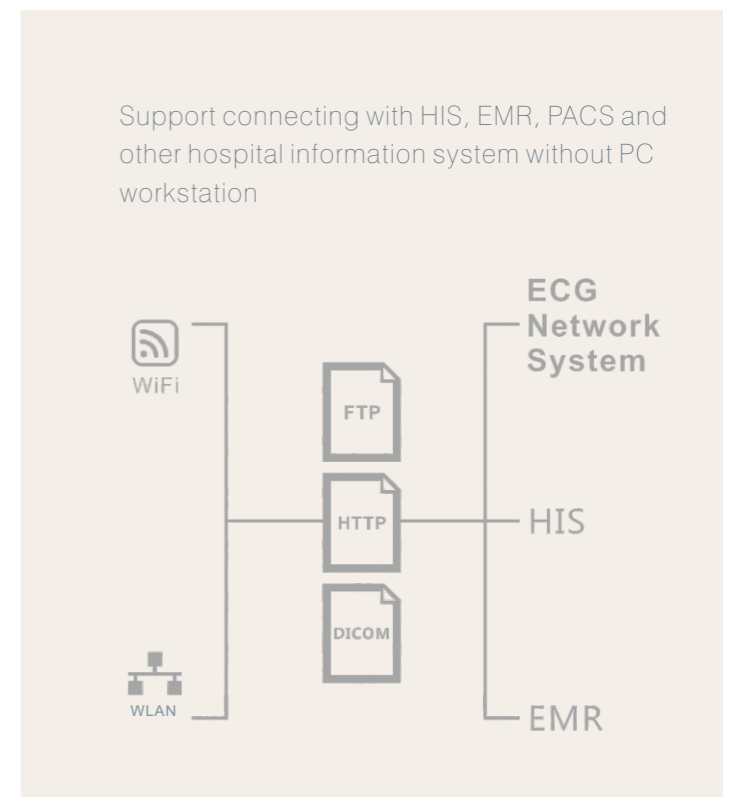 Support connecting with HIS, EMR, PACS and
other hospital information system without PC
workstation
ECG
Network
System
WiFi
FTP
HTTP
HIS
DICOM
WLAN
EMR